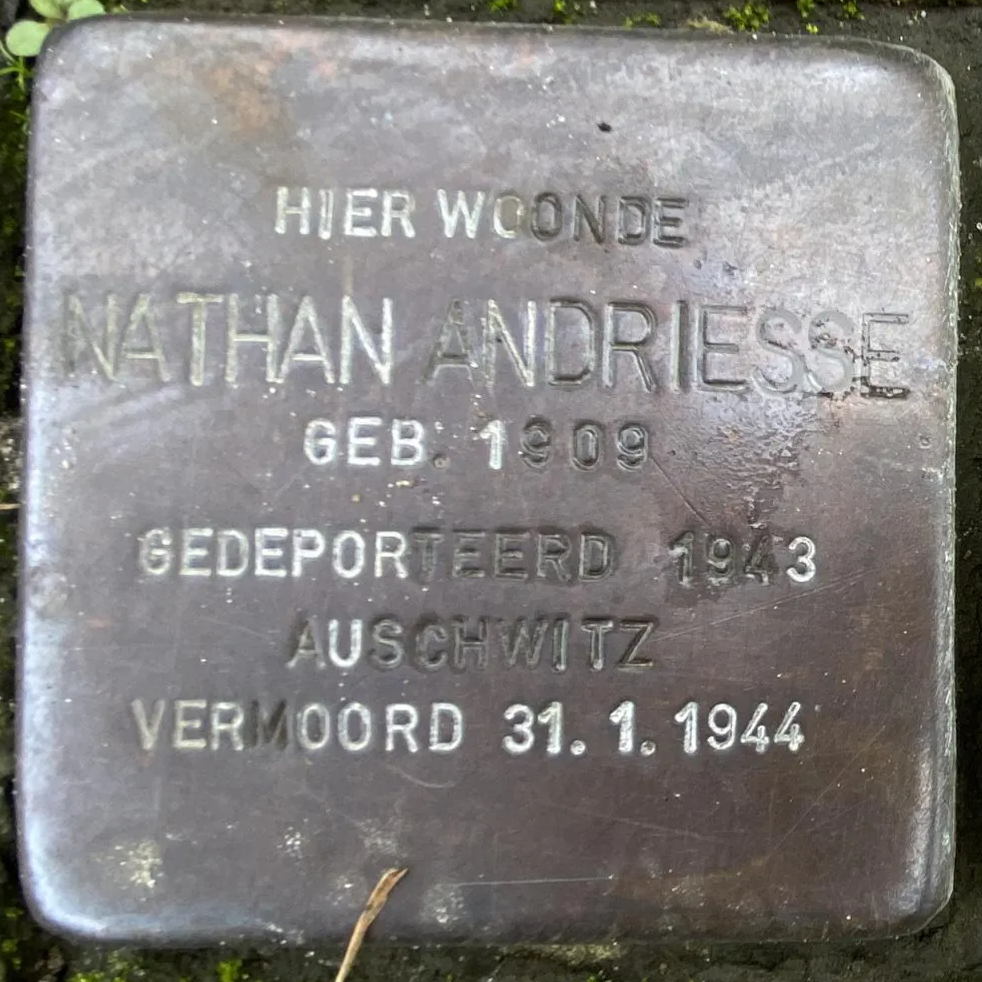 HIER WOONDE
NATHAN ANDRIESSE
GEB. 1909
GEDEPORTEERD 1943
AUSCHWITZ
VERMOORD 31.1.1944